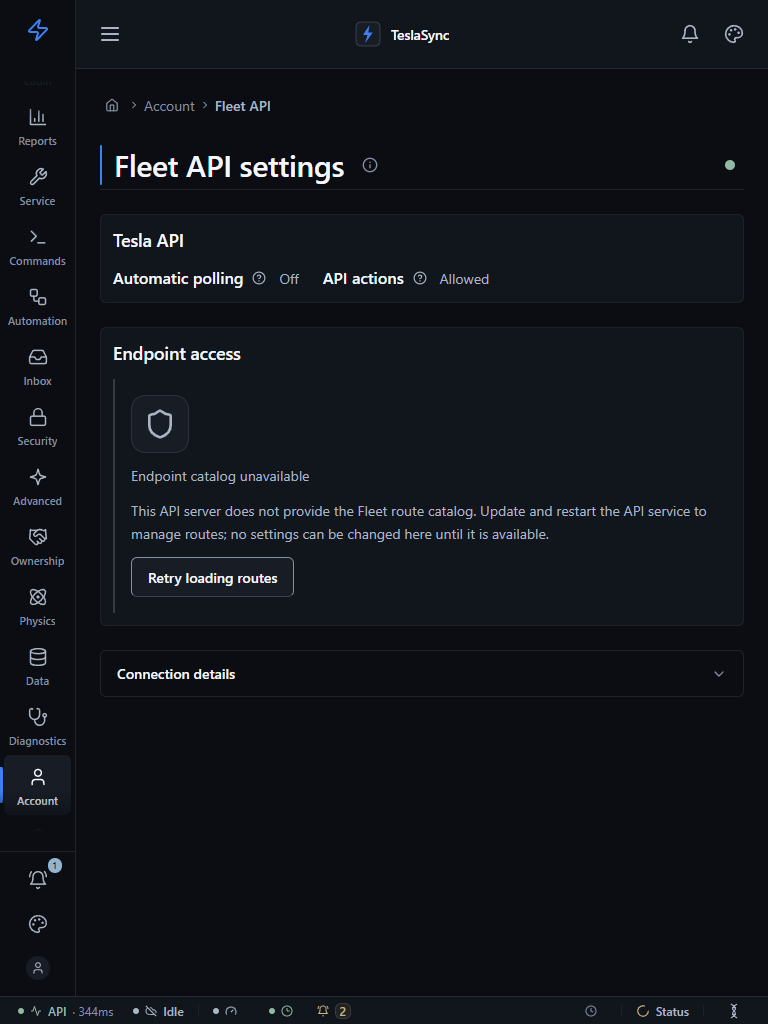 TeslaSync
Account
Fleet API
Fleet API settings
Tesla API
Automatic polling Off API actions Allowed
Endpoint access
Endpoint catalog unavailable
This API server does not provide the Fleet route catalog. Update and restart the API service to
manage routes; no settings can be changed here until it is available.
Retry loading routes
Connection details
Reports
Service
Commands
Automation
Inbox
Security
Advanced
Ownership
Physics
Data
Diagnostics
Account
1
API · 344ms
Idle
2
Status